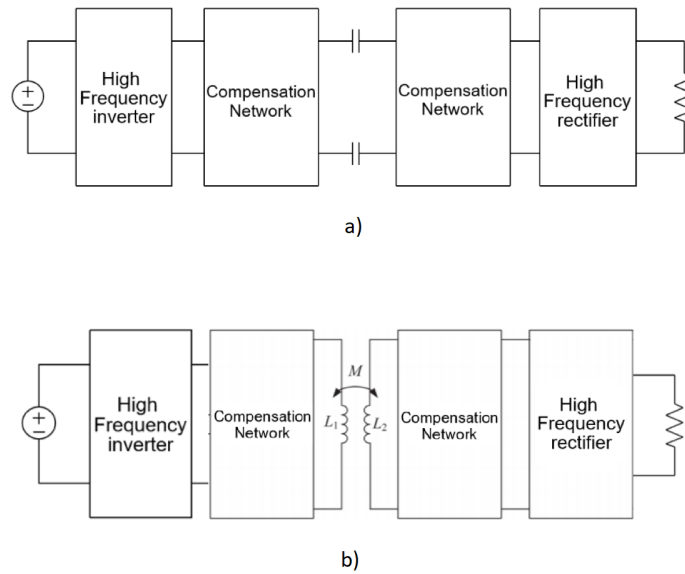 High
Frequency
inverter
Compensation
Network
Compensation
Network
High
Frequency
rectifier
a)
High
Frequency
inverter
Compensation
Network
M
L1
L2
Compensation
Network
High
Frequency
rectifier
b)